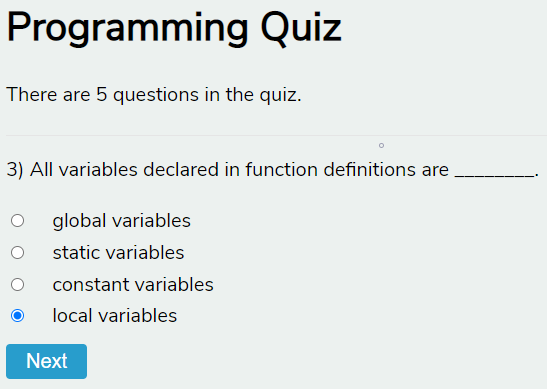 Programming Quiz
There are 5 questions in the quiz.
3) All variables declared in function definitions are ________.
global variables
static variables
constant variables
local variables
Next